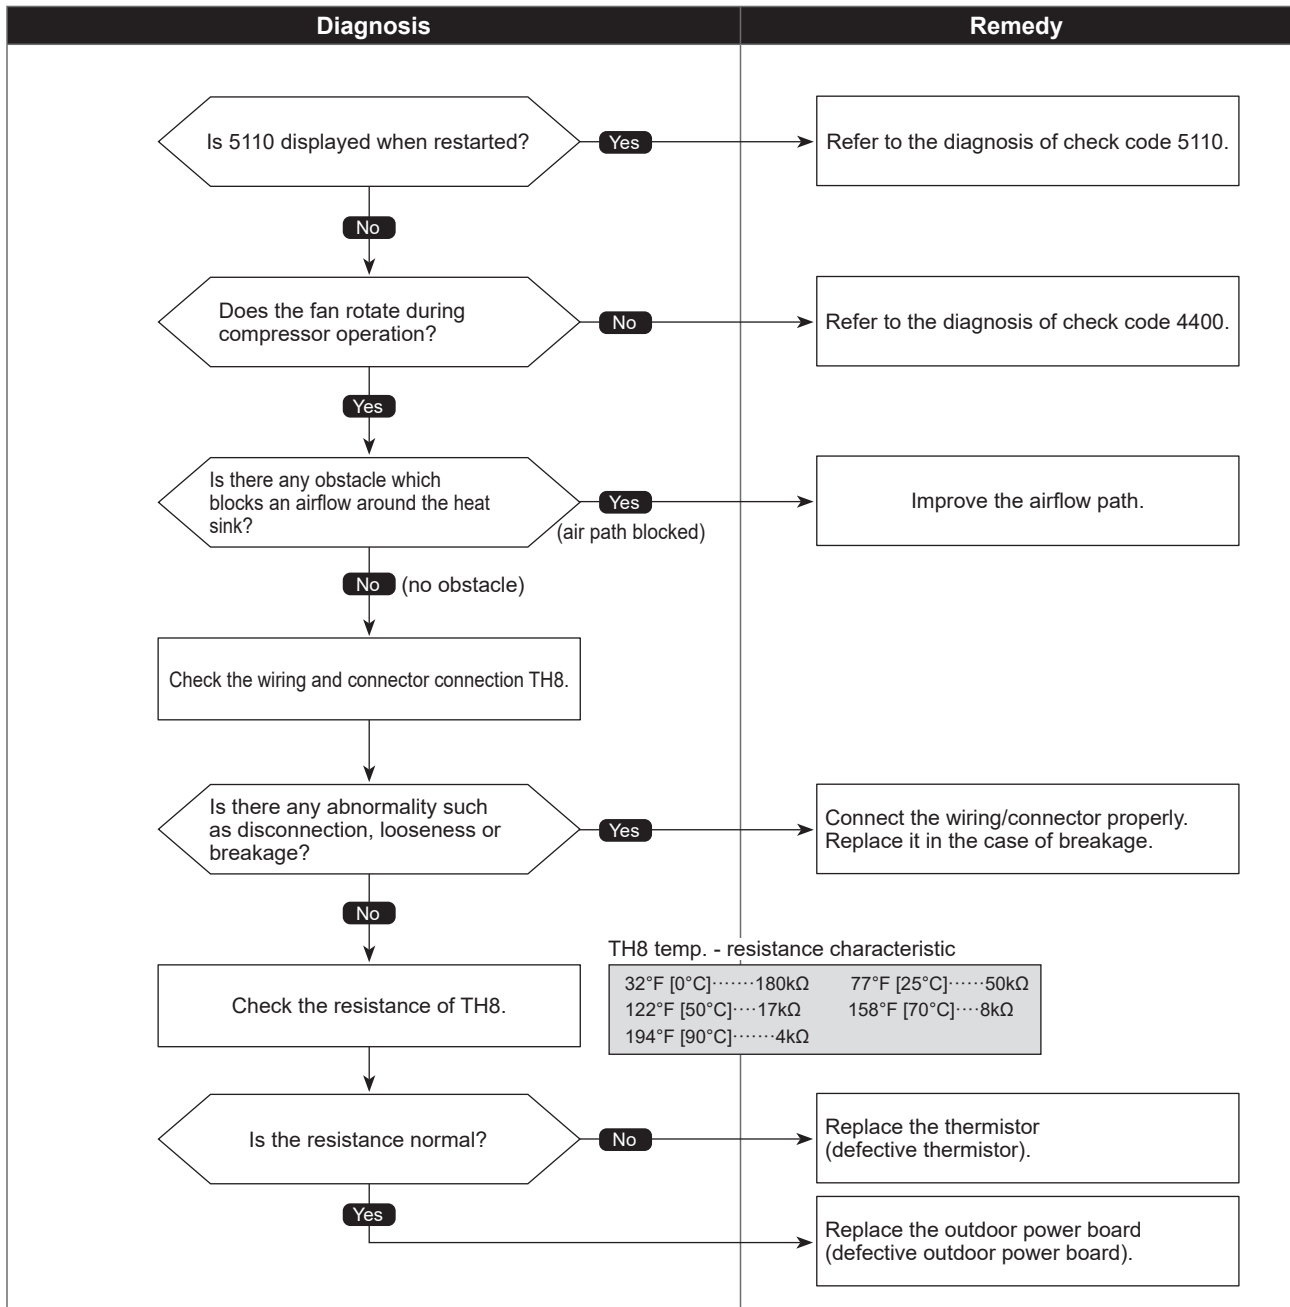 Diagnosis
Remedy
Is 5110 displayed when restarted?
Yes
Refer to the diagnosis of check code 5110.
No
Does the fan rotate during
compressor operation?
No
Refer to the diagnosis of check code 4400.
Yes
Is there any obstacle which
blocks an airflow around the heat
sink?
Yes
(air path blocked)
Improve the airflow path.
No (no obstacle)
Check the wiring and connector connection TH8.
Is there any abnormality such
as disconnection, looseness or
breakage?
Yes
Connect the wiring/connector properly.
Replace it in the case of breakage.
No
TH8 temp. - resistance characteristic
32°F [0°C]·······180kΩ 77°F [25°C]······50kΩ
122°F [50°C]····17kΩ 158°F [70°C]····8kΩ
194°F [90°C]·······4kΩ
Check the resistance of TH8.
Is the resistance normal?
No
Replace the thermistor
(defective thermistor).
Yes
Replace the outdoor power board
(defective outdoor power board).